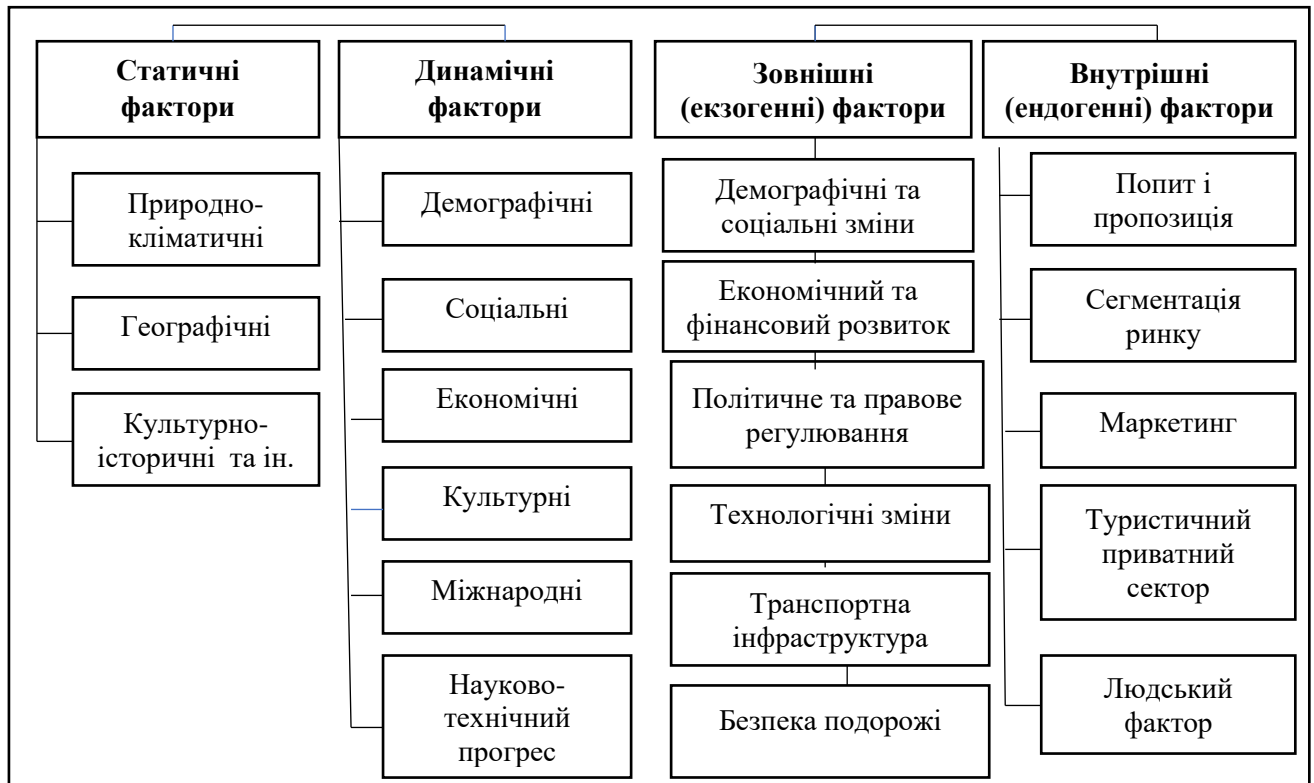 Статичні
фактори
Природно-
кліматичні
Географічні
Культурно-
історичні та ін.
Динамічні
фактори
Демографічні
Соціальні
Економічні
Культурні
Міжнародні
Науково-
технічний
прогрес
Зовнішні
(екзогенні) фактори
Демографічні та
соціальні зміни
Економічний та
фінансовий розвиток
Політичне та правове
регулювання
Технологічні зміни
Транспортна
інфраструктура
Безпека подорожі
Внутрішні
(ендогенні) фактори
Попит і
пропозиція
Сегментація
ринку
Маркетинг
Туристичний
приватний
сектор
Людський
фактор